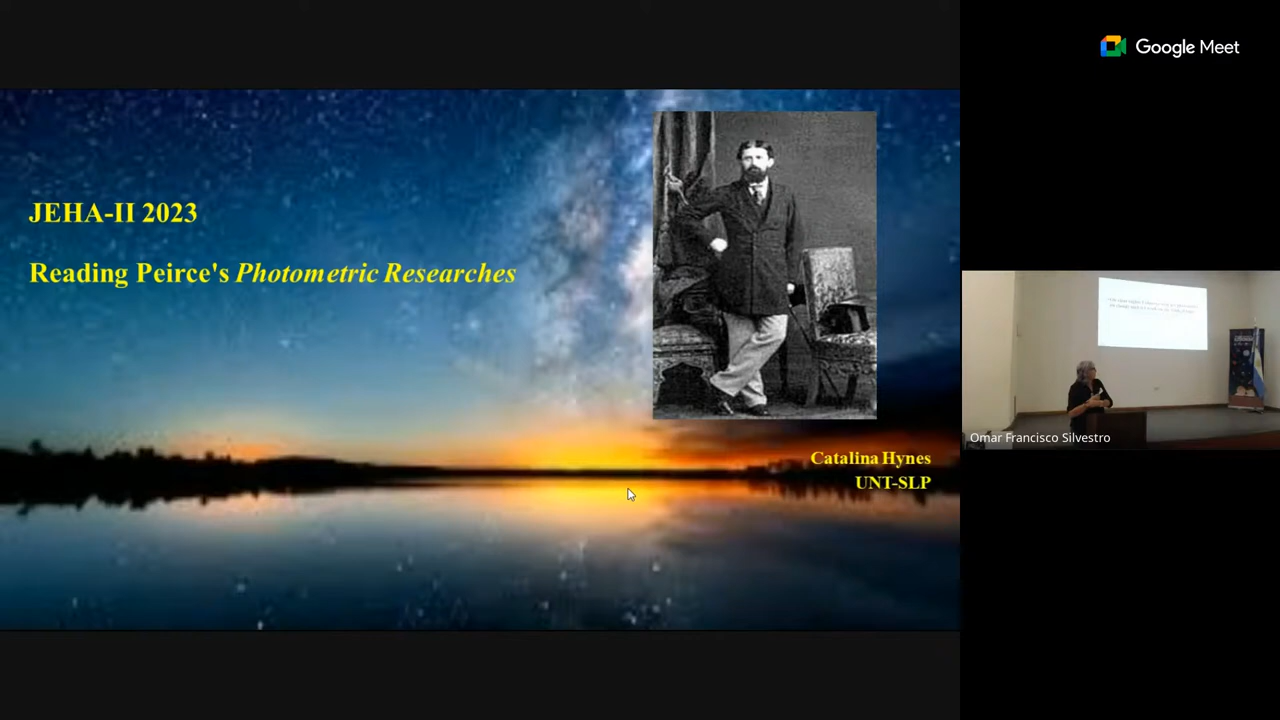 JEHA-II 2023
Reading Peirce's Photometric Researches
Catalina Hynes
UNT-SLP
Google Meet
Omar Francisco Silvestro